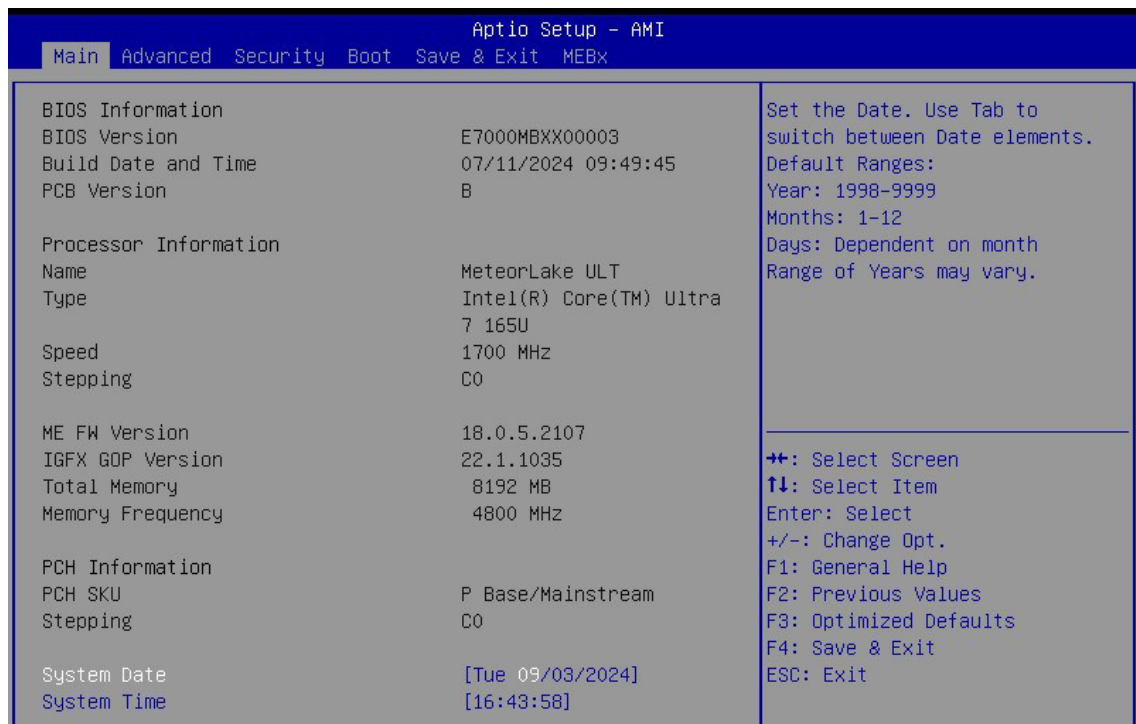 Aptio Setup - AMI
Main Advanced Security Boot Save & Exit MEBx
BIOS Information
BIOS Version E7000MBXX00003
Build Date and Time 07/11/2024 09:49:45
PCB Version B
Processor Information
Name MeteorLake ULT
Type Intel(R) Core(TM) Ultra
7 165U
Speed 1700 MHz
Stepping C0
ME FW Version 18.0.5.2107
IGFX GOP Version 22.1.1035
Total Memory 8192 MB
Memory Frequency 4800 MHz
PCH Information
PCH SKU P Base/Mainstream
Stepping C0
System Date [Tue 09/03/2024]
System Time [16:43:58]
Set the Date. Use Tab to
switch between Date elements.
Default Ranges:
Year: 1998-9999
Months: 1-12
Days: Dependent on month
Range of Years may vary.
→←: Select Screen
↑↓: Select Item
Enter: Select
+/-: Change Opt.
F1: General Help
F2: Previous Values
F3: Optimized Defaults
F4: Save & Exit
ESC: Exit